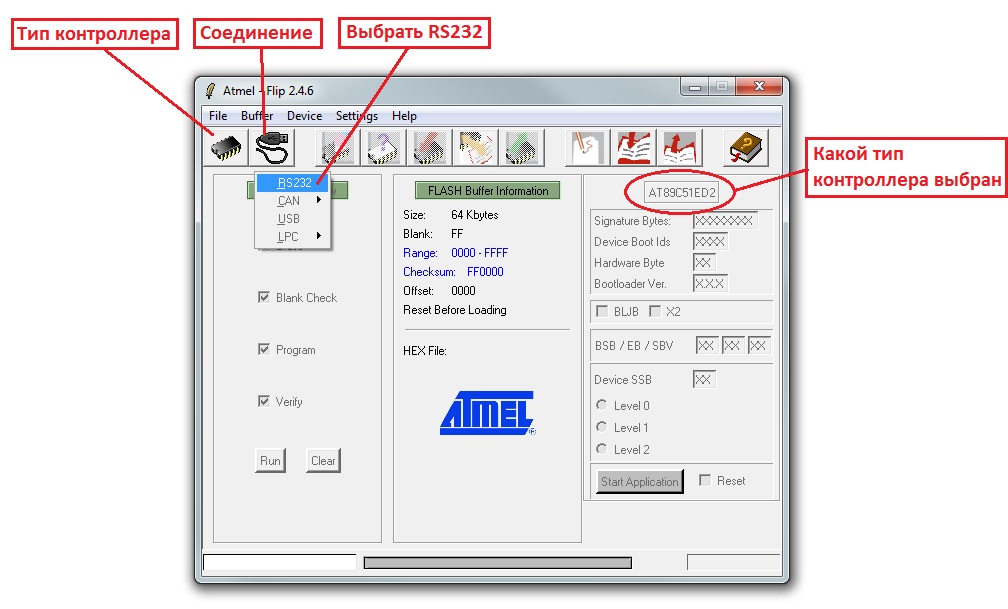 Тип контроллера
Соединение
Выбрать RS232
Atmel - Flip 2.4.6
File Buffer Device Settings Help
RS232
CAN
USB
LPC
Blank Check
Program
Verify
Run Clear
FLASH Buffer Information
Size: 64 Kbytes
Blank: FF
Range: 0000 - FFFF
Checksum: FF0000
Offset: 0000
Reset Before Loading
HEX File:
ATMEL®
Какой тип
контроллера выбран
AT89C51ED2
Signature Bytes: XXXXXXXX
Device Boot Ids XXXX
Hardware Byte XX
Bootloader Ver. X.X.X
BLJB X2
BSB / EB / SBV XX XX XX
Device SSB XX
Level 0
Level 1
Level 2
Start Application Reset